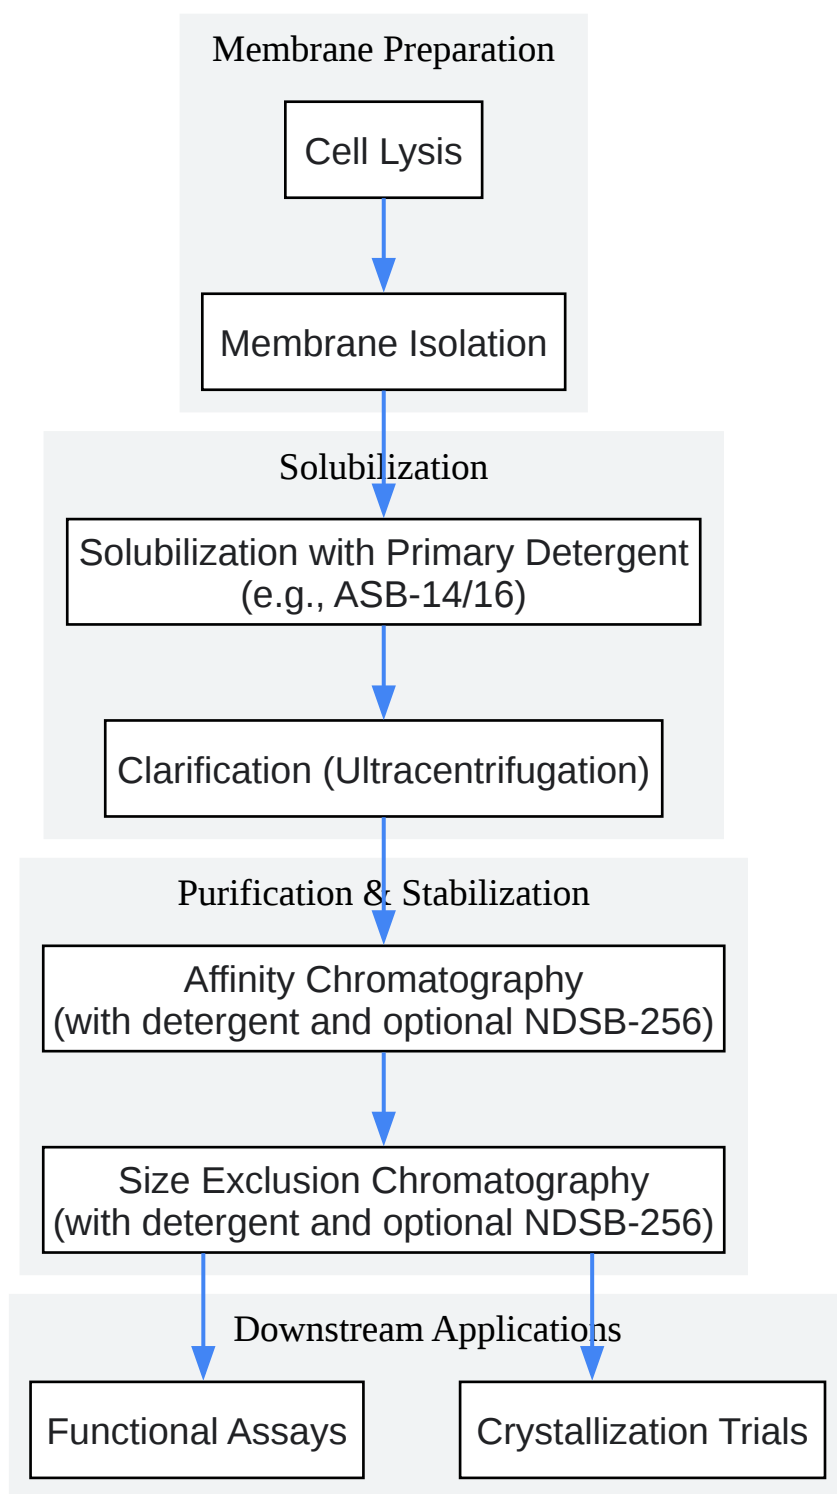 Membrane Preparation
Cell Lysis
Membrane Isolation
Solubilization
Solubilization with Primary Detergent
(e.g., ASB-14/16)
Clarification (Ultracentrifugation)
Purification & Stabilization
Affinity Chromatography
(with detergent and optional NDSB-256)
Size Exclusion Chromatography
(with detergent and optional NDSB-256)
Downstream Applications
Functional Assays
Crystallization Trials